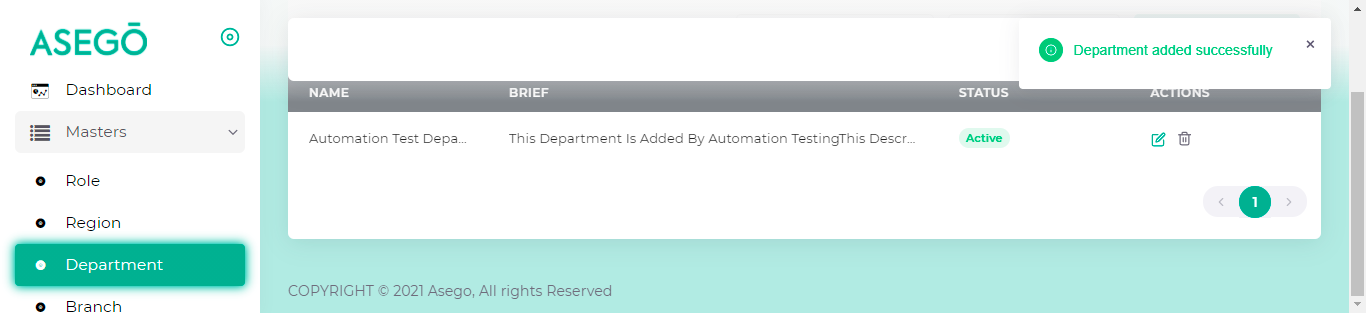 ASEGŌ
Dashboard
Masters
Role
Region
Department
Branch
Department added successfully
NAME BRIEF STATUS ACTIONS
Automation Test Depa... This Department Is Added By Automation TestingThis Descr... Active
1
COPYRIGHT © 2021 Asego, All rights Reserved